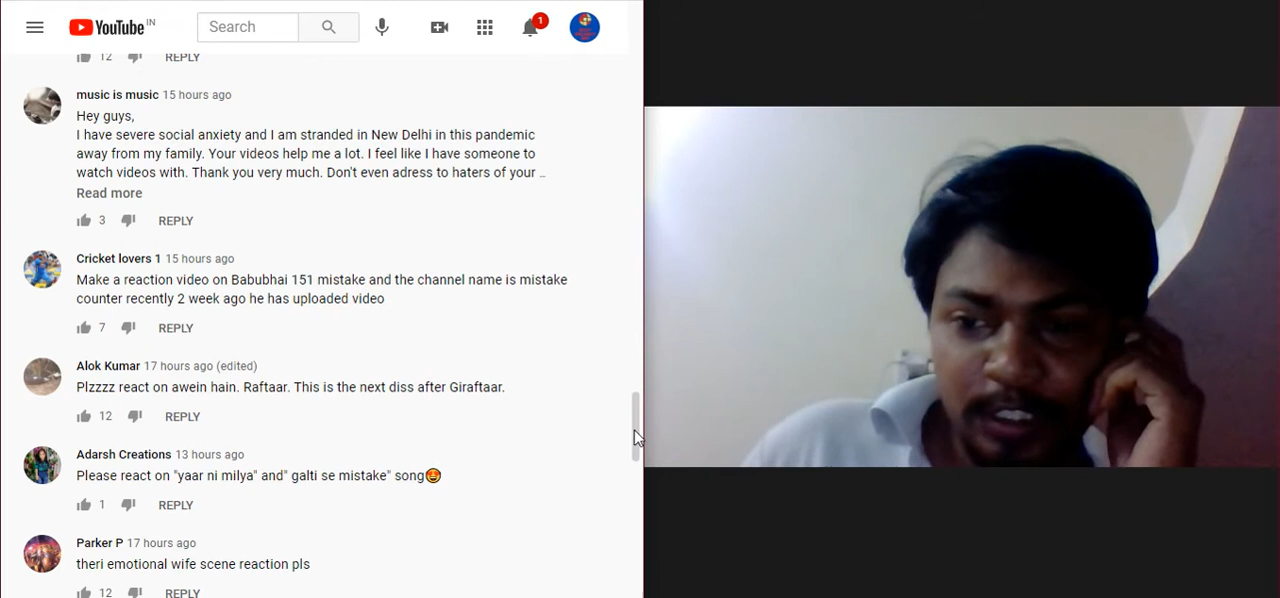 YouTube IN
Search
1
12 REPLY
music is music 15 hours ago
Hey guys,
I have severe social anxiety and I am stranded in New Delhi in this pandemic
away from my family. Your videos help me a lot. I feel like I have someone to
watch videos with. Thank you very much. Don't even adress to haters of your ...
Read more
3 REPLY
Cricket lovers 1 15 hours ago
Make a reaction video on Babubhai 151 mistake and the channel name is mistake
counter recently 2 week ago he has uploaded video
7 REPLY
Alok Kumar 17 hours ago (edited)
Plzzzz react on awein hain. Raftaar. This is the next diss after Giraftaar.
12 REPLY
Adarsh Creations 13 hours ago
Please react on "yaar ni milya" and" galti se mistake" song🤩
1 REPLY
Parker P 17 hours ago
theri emotional wife scene reaction pls
12 REPLY